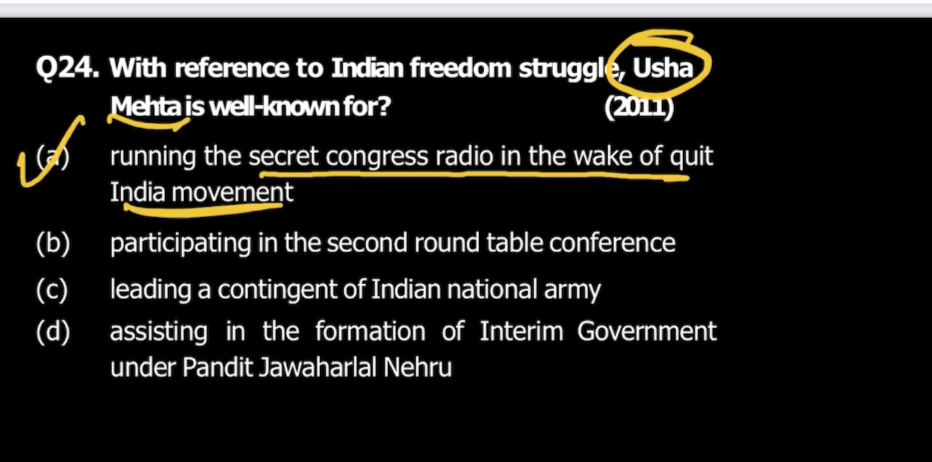 Q24. With reference to Indian freedom struggle, Usha
Mehta is well-known for? (2011)
(a) running the secret congress radio in the wake of quit
India movement
(b) participating in the second round table conference
(c) leading a contingent of Indian national army
(d) assisting in the formation of Interim Government
under Pandit Jawaharlal Nehru